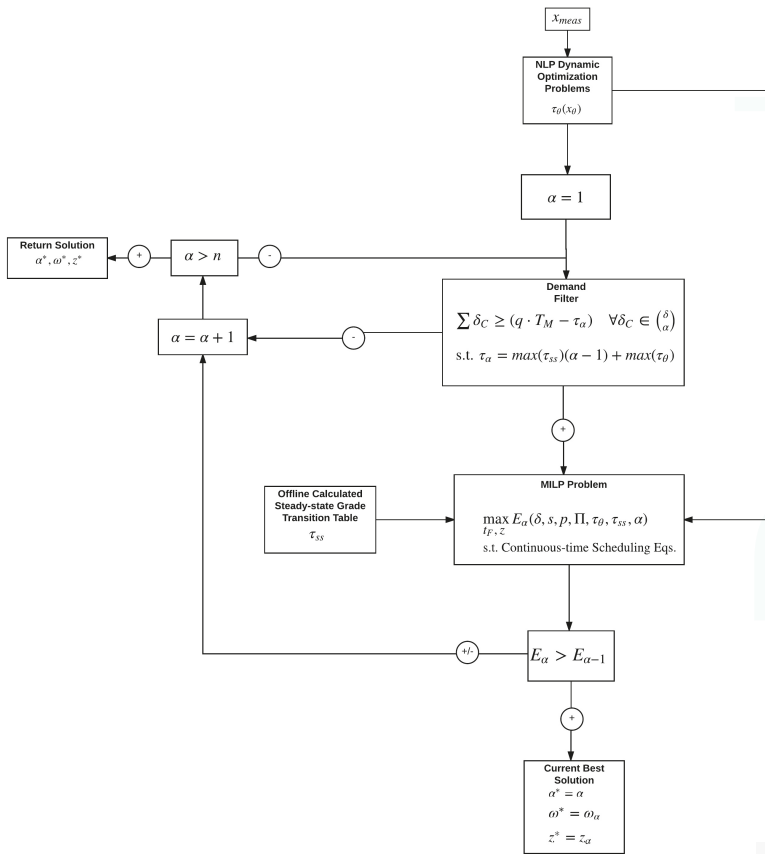 x_meas
NLP Dynamic
Optimization
Problems
τ_θ(x_θ)
α = 1
Return Solution
α*, ω*, z*
+
α > n
-
Demand
Filter
∑ δ_C ≥ (q · T_M − τ_α) ∀δ_C ∈ (δ α)
s.t. τ_α = max(τ_ss)(α − 1) + max(τ_θ)
α = α + 1
-
+
Offline Calculated
Steady-state Grade
Transition Table
τ_ss
MILP Problem
max E_α(δ, s, p, Π, τ_θ, τ_ss, α)
t_F, z
s.t. Continuous-time Scheduling Eqs.
+/-
E_α > E_α−1
+
Current Best
Solution
α* = α
ω* = ω_α
z* = z_α